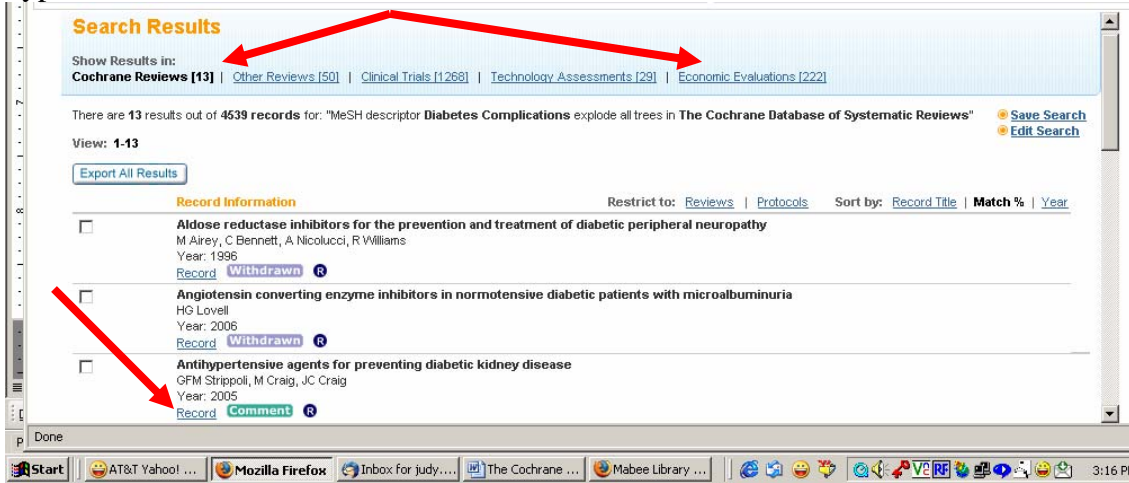 Search Results
Show Results in:
Cochrane Reviews [13] | Other Reviews [50] | Clinical Trials [1268] | Technology Assessments [29] | Economic Evaluations [222]
There are 13 results out of 4539 records for: "MeSH descriptor Diabetes Complications explode all trees in The Cochrane Database of Systematic Reviews"
Save Search
Edit Search
View: 1-13
Export All Results
Record Information Restrict to: Reviews | Protocols Sort by: Record Title | Match % | Year
Aldose reductase inhibitors for the prevention and treatment of diabetic peripheral neuropathy
M Airey, C Bennett, A Nicolucci, R Williams
Year: 1996
Record Withdrawn R
Angiotensin converting enzyme inhibitors in normotensive diabetic patients with microalbuminuria
HG Lovell
Year: 2006
Record Withdrawn R
Antihypertensive agents for preventing diabetic kidney disease
GFM Strippoli, M Craig, JC Craig
Year: 2005
Record Comment R
Done
Start AT&T Yahoo! ... Mozilla Firefox Inbox for judy.... The Cochrane ... Mabee Library ... 3:16 P